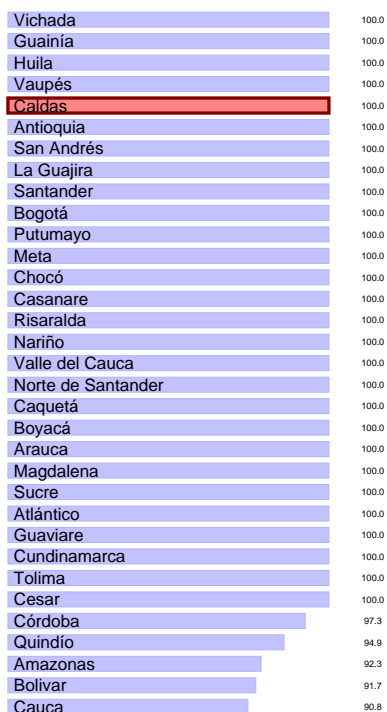 Vichada 100.0
Guainía 100.0
Huila 100.0
Vaupés 100.0
Caldas 100.0
Antioquia 100.0
San Andrés 100.0
La Guajira 100.0
Santander 100.0
Bogotá 100.0
Putumayo 100.0
Meta 100.0
Chocó 100.0
Casanare 100.0
Risaralda 100.0
Nariño 100.0
Valle del Cauca 100.0
Norte de Santander 100.0
Caquetá 100.0
Boyacá 100.0
Arauca 100.0
Magdalena 100.0
Sucre 100.0
Atlántico 100.0
Guaviare 100.0
Cundinamarca 100.0
Tolima 100.0
Cesar 100.0
Córdoba 97.3
Quindío 94.9
Amazonas 92.3
Bolivar 91.7
Cauca 90.8